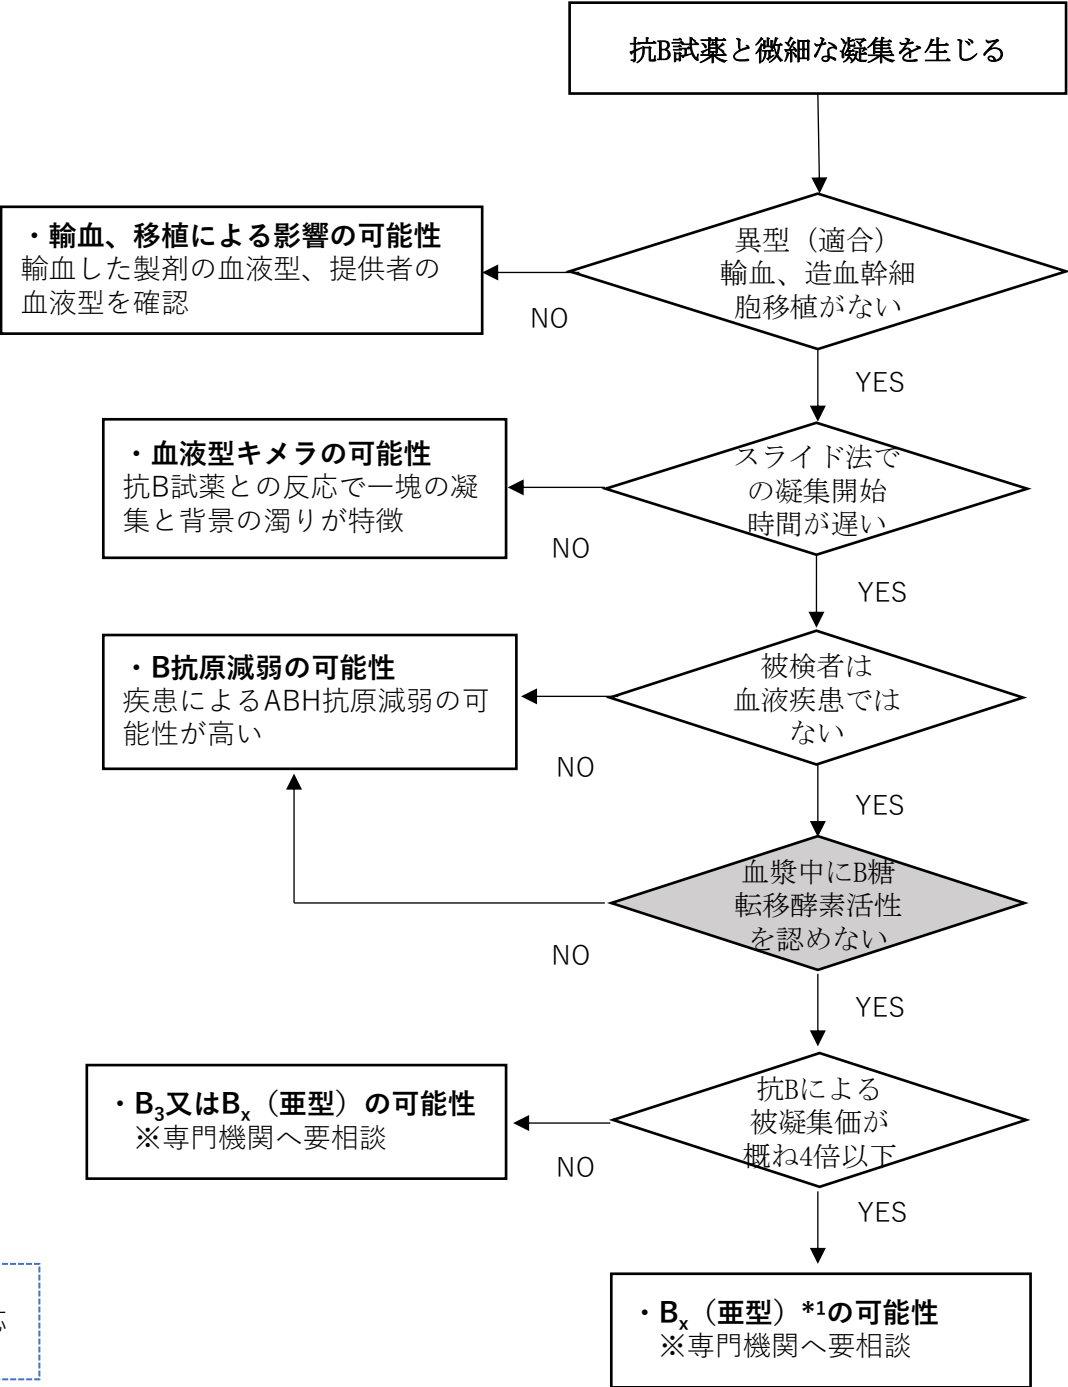 抗B試薬と微細な凝集を生じる
異型（適合）
輸血、造血幹細
胞移植がない
・輸血、移植による影響の可能性
輸血した製剤の血液型、提供者の
血液型を確認
NO
YES
スライド法で
の凝集開始
時間が遅い
・血液型キメラの可能性
抗B試薬との反応で一塊の凝
集と背景の濁りが特徴
NO
YES
被検者は
血液疾患では
ない
・B抗原減弱の可能性
疾患によるABH抗原減弱の可
能性が高い
NO
YES
血漿中にB糖
転移酵素活性
を認めない
NO
YES
抗Bによる
被凝集価が
概ね4倍以下
・B₃又はBₓ（亜型）の可能性
※専門機関へ要相談
NO
YES
・Bₓ（亜型）*¹の可能性
※専門機関へ要相談